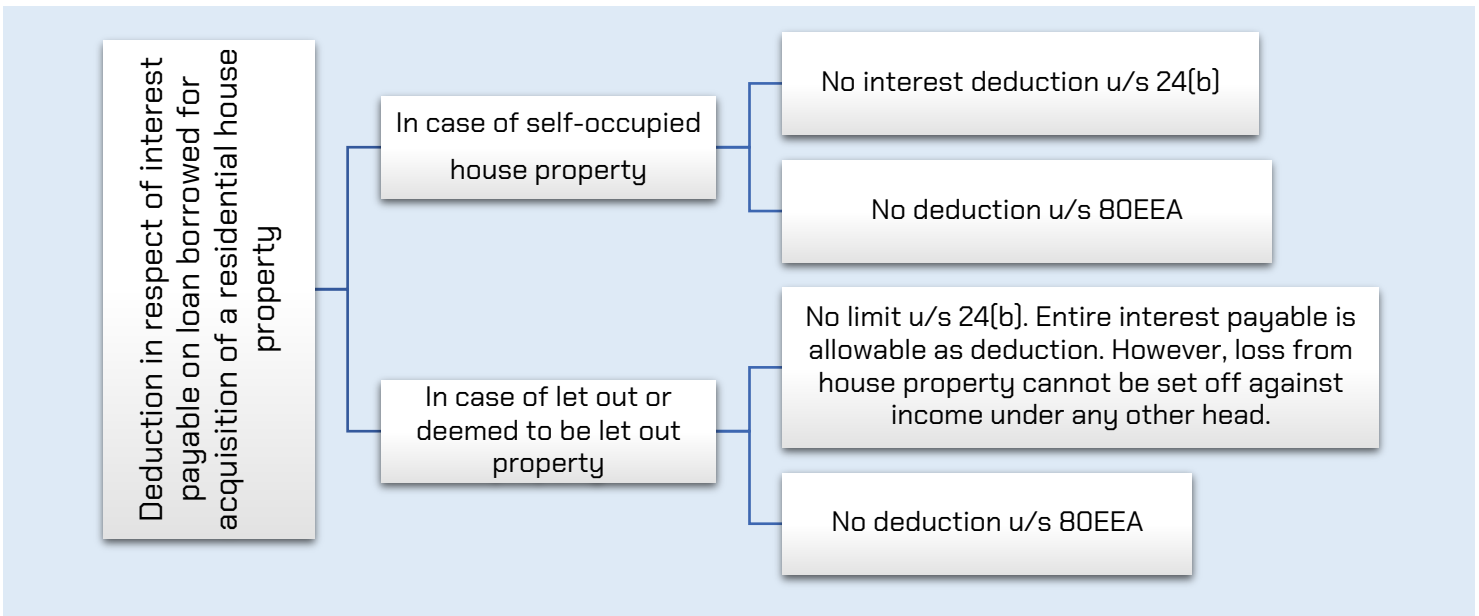 Deduction in respect of interest
payable on loan borrowed for
acquisition of a residential house
property
In case of self-occupied
house property
No interest deduction u/s 24(b)
No deduction u/s 80EEA
In case of let out or
deemed to be let out
property
No limit u/s 24(b). Entire interest payable is
allowable as deduction. However, loss from
house property cannot be set off against
income under any other head.
No deduction u/s 80EEA